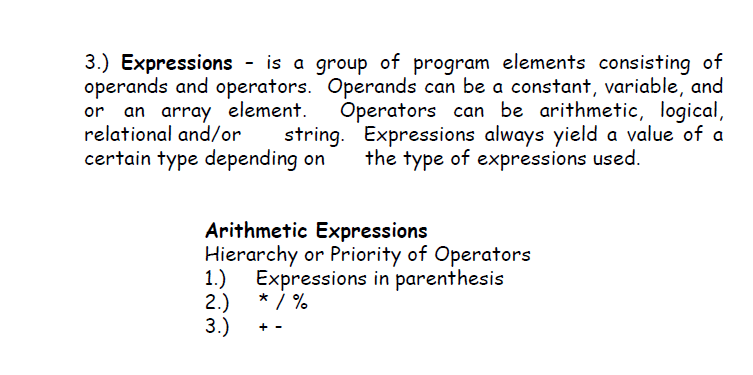 3.) Expressions - is a group of program elements consisting of
operands and operators. Operands can be a constant, variable, and
or an array element. Operators can be arithmetic, logical,
relational and/or string. Expressions always yield a value of a
certain type depending on the type of expressions used.
Arithmetic Expressions
Hierarchy or Priority of Operators
1.) Expressions in parenthesis
2.) * / %
3.) + -